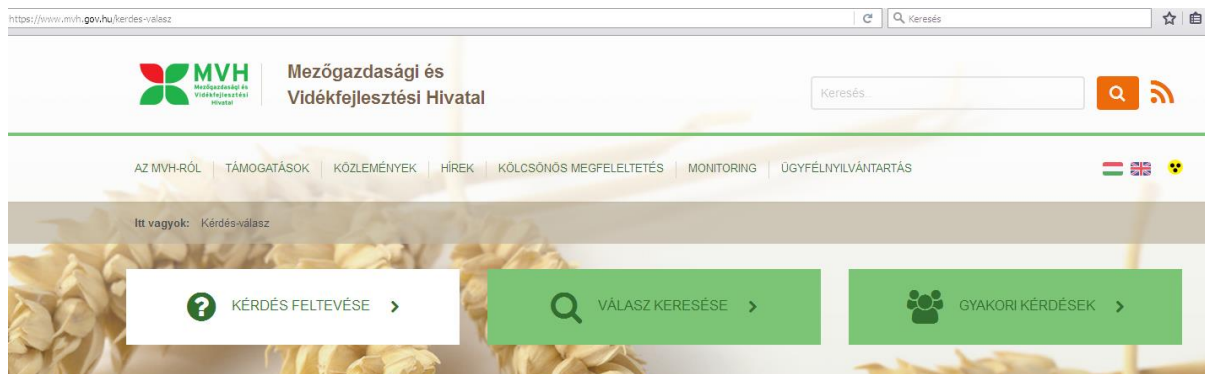 https://www.mvh.gov.hu/kerdes-valasz
Keresés
MVH
Mezőgazdasági és
Vidékfejlesztési
Hivatal
Mezőgazdasági és
Vidékfejlesztési Hivatal
Keresés...
AZ MVH-RÓL TÁMOGATÁSOK KÖZLEMÉNYEK HÍREK KÖLCSÖNÖS MEGFELELTETÉS MONITORING ÜGYFÉLNYILVÁNTARTÁS
Itt vagyok: Kérdés-válasz
KÉRDÉS FELTEVÉSE
VÁLASZ KERESÉSE
GYAKORI KÉRDÉSEK